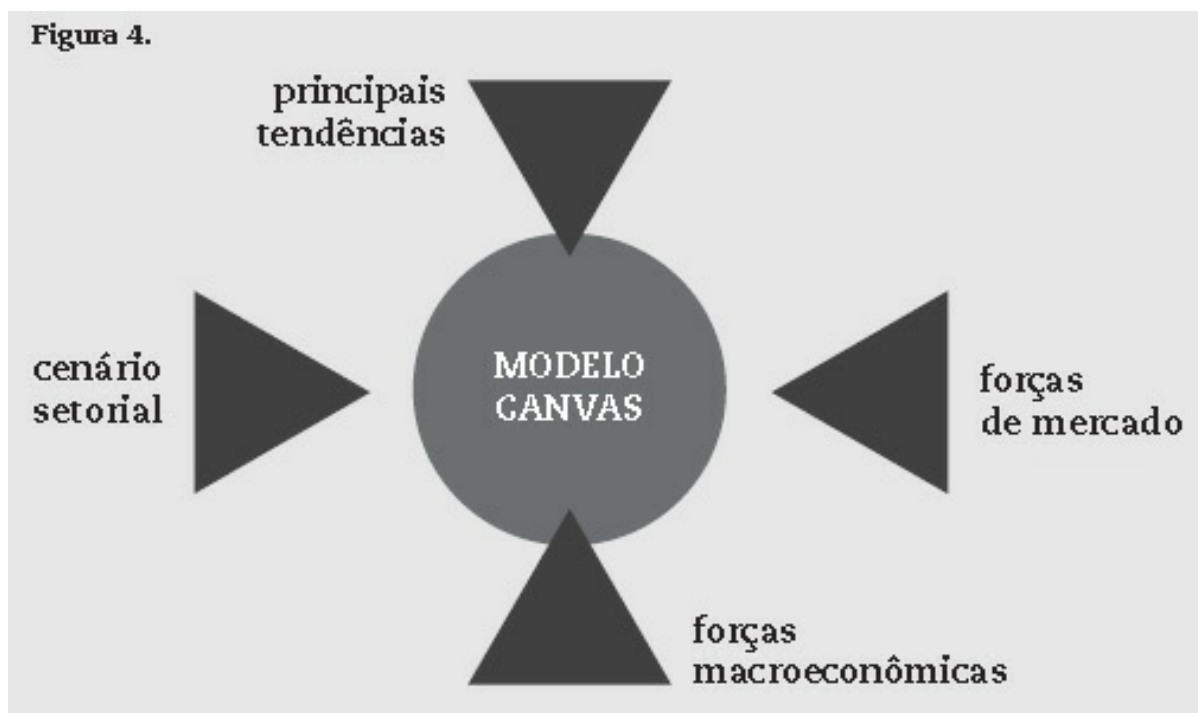 Figura 4.
principais
tendências
cenário
setorial
MODELO
CANVAS
forças
de mercado
forças
macroeconômicas